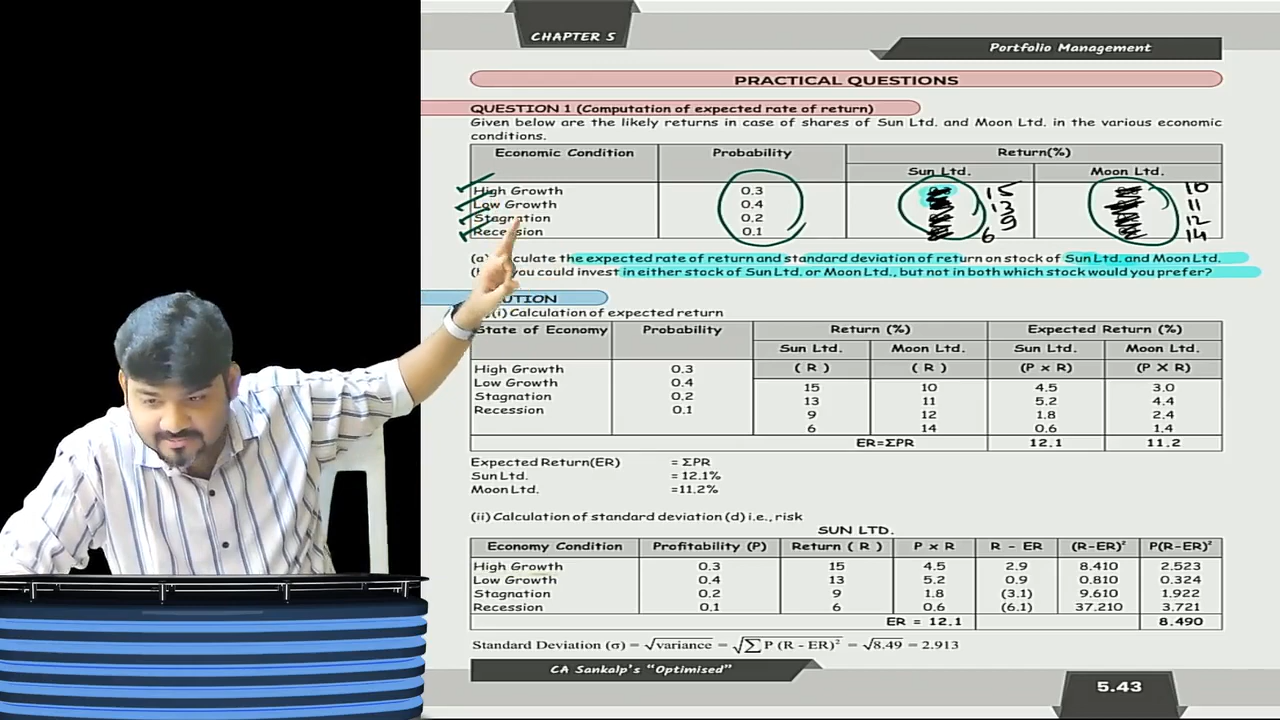 CHAPTER 5
Portfolio Management
PRACTICAL QUESTIONS
QUESTION 1 (Computation of expected rate of return)
Given below are the likely returns in case of shares of Sun Ltd. and Moon Ltd. in the various economic
conditions.
Economic Condition Probability Return(%)
Sun Ltd. Moon Ltd.
High Growth 0.3 15 10
Low Growth 0.4 13 11
Stagnation 0.2 9 12
Recession 0.1 6 14
(a) Calculate the expected rate of return and standard deviation of return on stock of Sun Ltd. and Moon Ltd.
you could invest in either stock of Sun Ltd. or Moon Ltd., but not in both which stock would you prefer?
(i) Calculation of expected return
State of Economy Probability Return (%) Expected Return (%)
Sun Ltd. Moon Ltd. Sun Ltd. Moon Ltd.
High Growth 0.3 ( R ) ( R ) (P x R) (P X R)
Low Growth 0.4 15 10 4.5 3.0
Stagnation 0.2 13 11 5.2 4.4
Recession 0.1 9 12 1.8 2.4
6 14 0.6 1.4
ER=ΣPR 12.1 11.2
Expected Return(ER) = ΣPR
Sun Ltd. = 12.1%
Moon Ltd. =11.2%
(ii) Calculation of standard deviation (d) i.e., risk
SUN LTD.
Economy Condition Profitability (P) Return ( R ) P x R R - ER (R-ER)² P(R-ER)²
High Growth 0.3 15 4.5 2.9 8.410 2.523
Low Growth 0.4 13 5.2 0.9 0.810 0.324
Stagnation 0.2 9 1.8 (3.1) 9.610 1.922
Recession 0.1 6 0.6 (6.1) 37.210 3.721
ER = 12.1 8.490
Standard Deviation (σ) = √variance = √∑ P (R - ER)² = √8.49 = 2.913
CA Sankalp's "Optimised"
5.43